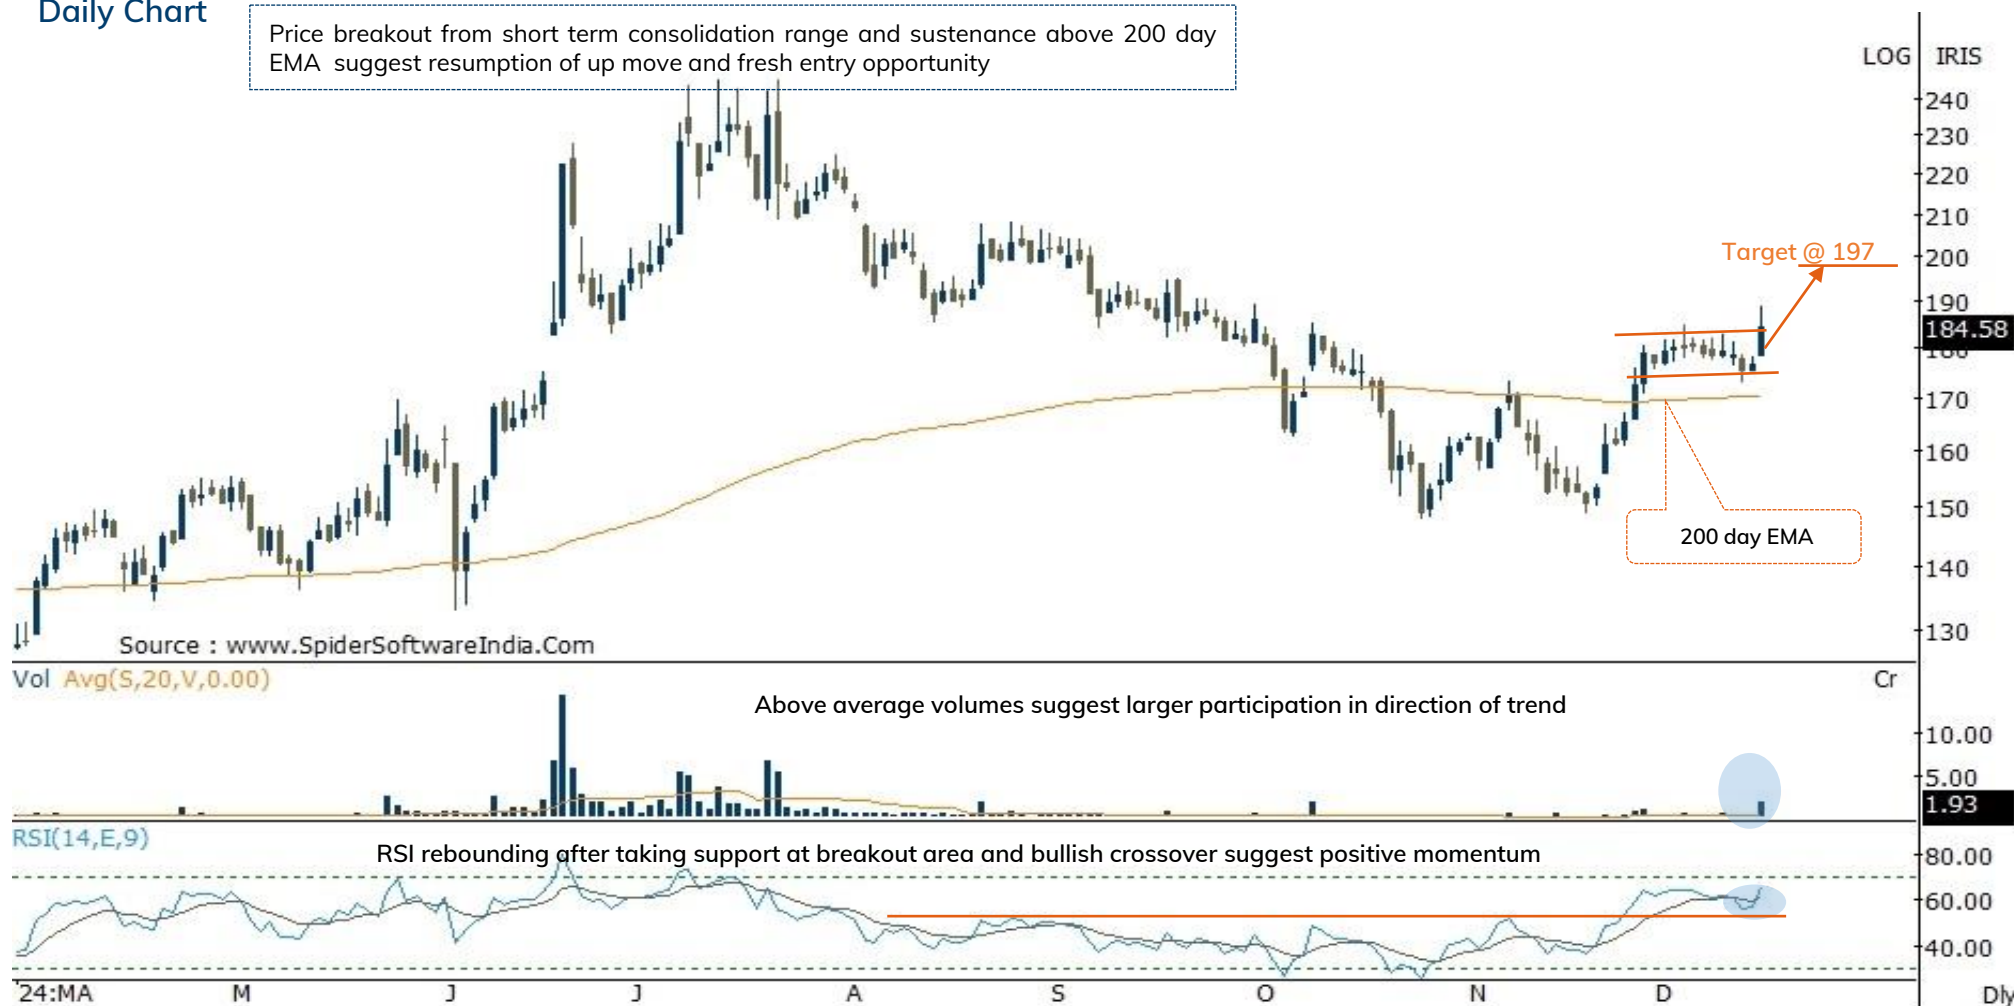 Daily Chart
Price breakout from short term consolidation range and sustenance above 200 day
EMA suggest resumption of up move and fresh entry opportunity
LOG IRIS
240
230
220
210
Target @ 197
200
190
184.58
180
170
160
150
200 day EMA
140
130
Source : www.SpiderSoftwareIndia.Com
Vol Avg(S,20,V,0.00)
Cr
Above average volumes suggest larger participation in direction of trend
10.00
5.00
1.93
RSI(14,E,9)
RSI rebounding after taking support at breakout area and bullish crossover suggest positive momentum
80.00
60.00
40.00
'24:MA M J J A S O N D